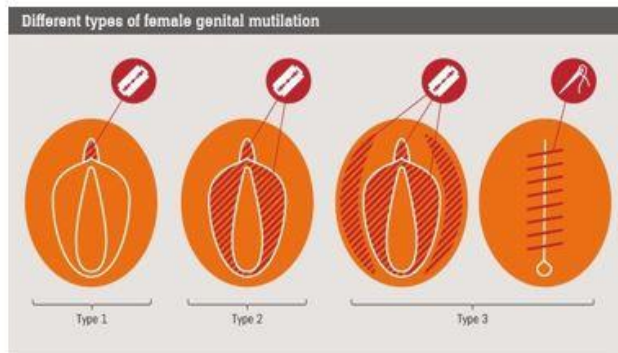 Different types of female genital mutilation
Type 1
Type 2
Type 3